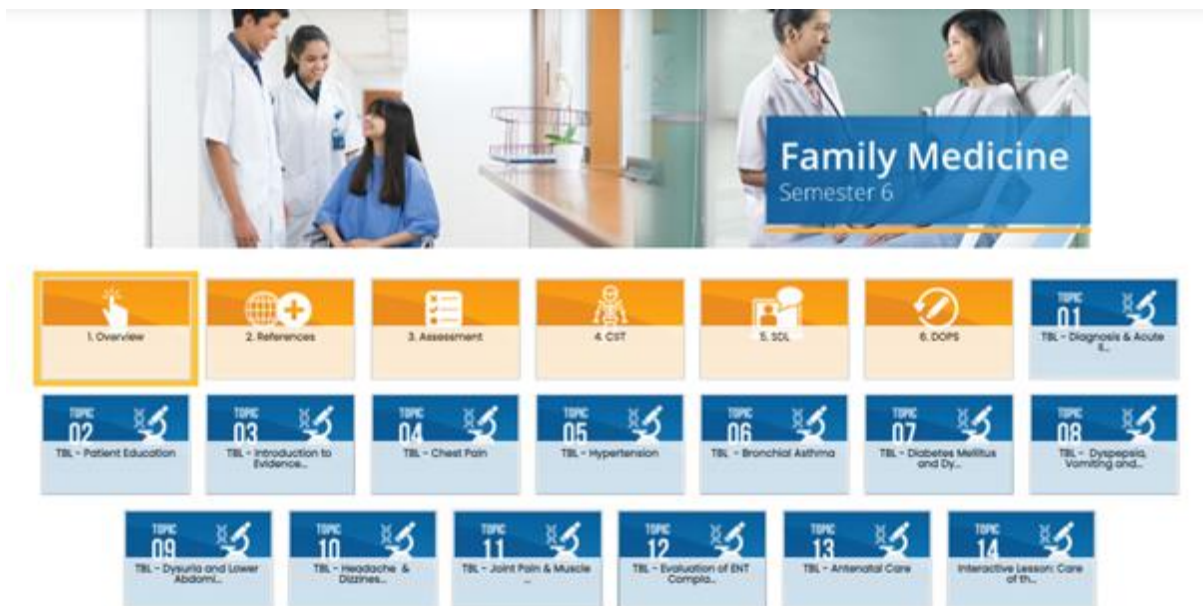 Family Medicine
Semester 6
1. Overview
2. References
3. Assessment
4. CST
5. SDL
6. DOPS
TOPIC
01
TBL - Diagnosis & Acute
Il...
TOPIC
02
TBL - Patient Education
TOPIC
03
TBL - Introduction to
Evidence...
TOPIC
04
TBL - Chest Pain
TOPIC
05
TBL - Hypertension
TOPIC
06
TBL - Bronchial Asthma
TOPIC
07
TBL - Diabetes Mellitus
and Dy...
TOPIC
08
TBL - Dyspepsia,
Vomiting and...
TOPIC
09
TBL - Dysuria and Lower
Abdomi...
TOPIC
10
TBL - Headache &
Dizzines...
TOPIC
11
TBL - Joint Pain & Muscle
...
TOPIC
12
TBL - Evaluation of ENT
Compla...
TOPIC
13
TBL - Antenatal Care
TOPIC
14
Interactive Lesson: Care
of th...